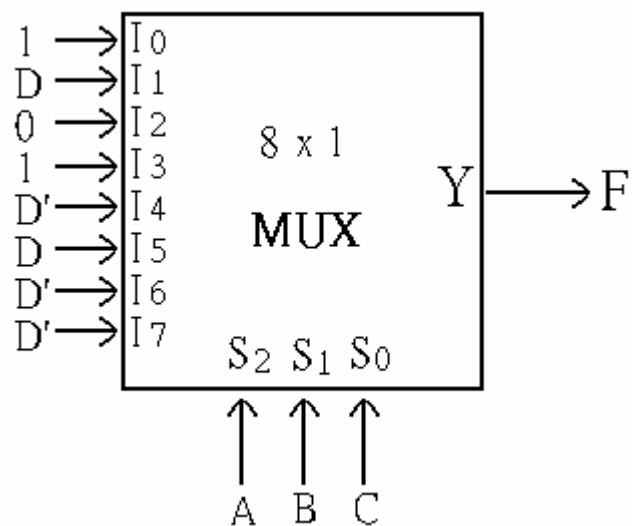 1 I0
D I1
0 I2
1 I3
D' I4
D I5
D' I6
D' I7
8 x 1
MUX
Y F
S2 S1 S0
A B C